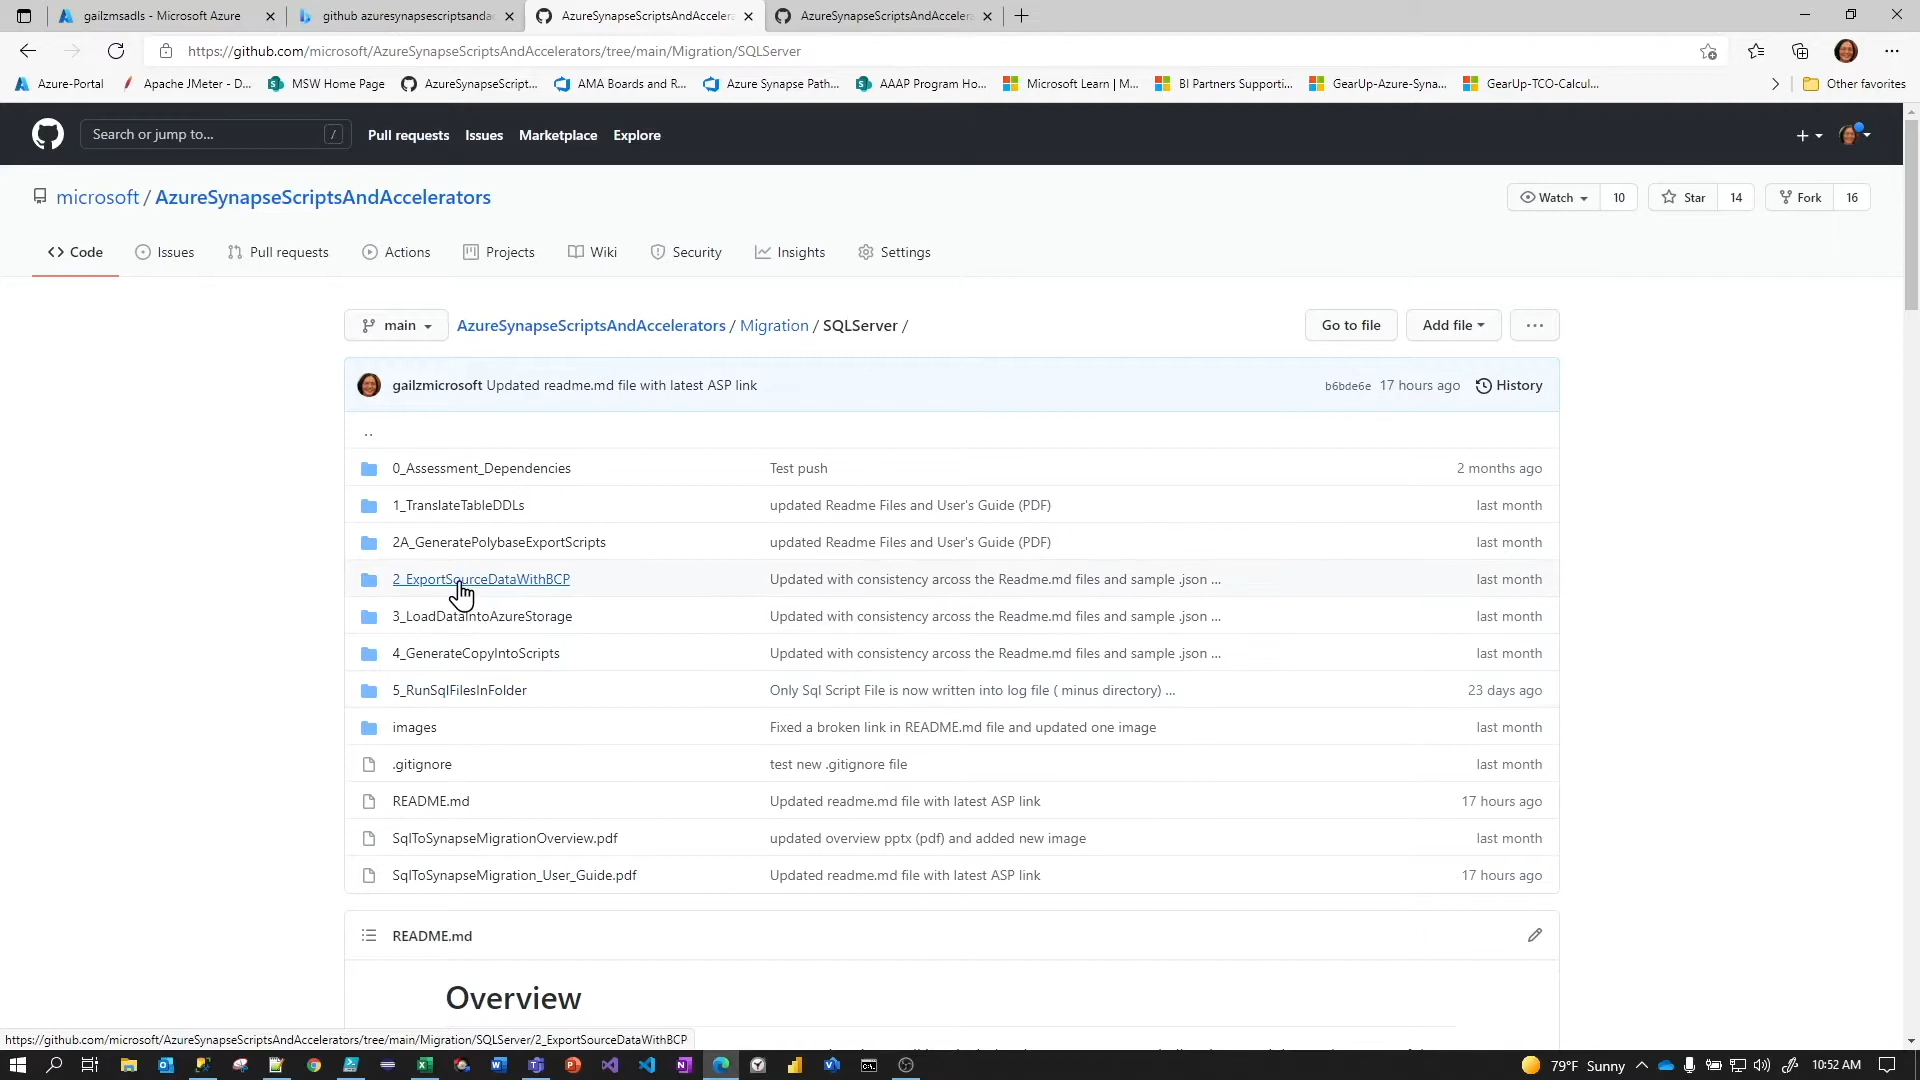 gailzmsadls - Microsoft Azure
github azuresynapsescriptsandac
AzureSynapseScriptsAndAccelera
AzureSynapseScriptsAndAccelera
https://github.com/microsoft/AzureSynapseScriptsAndAccelerators/tree/main/Migration/SQLServer
Azure-Portal
Apache JMeter - D...
MSW Home Page
AzureSynapseScript...
AMA Boards and R...
Azure Synapse Path...
AAAP Program Ho...
Microsoft Learn | M...
BI Partners Supporti...
GearUp-Azure-Syna...
GearUp-TCO-Calcul...
Other favorites
Search or jump to... /
Pull requests Issues Marketplace Explore
microsoft / AzureSynapseScriptsAndAccelerators
Watch 10
Star 14
Fork 16
<> Code
Issues
Pull requests
Actions
Projects
Wiki
Security
Insights
Settings
main
AzureSynapseScriptsAndAccelerators / Migration / SQLServer /
Go to file
Add file
...
gailzmicrosoft Updated readme.md file with latest ASP link b6bde6e 17 hours ago History
..
0_Assessment_Dependencies Test push 2 months ago
1_TranslateTableDDLs updated Readme Files and User's Guide (PDF) last month
2A_GeneratePolybaseExportScripts updated Readme Files and User's Guide (PDF) last month
2_ExportSourceDataWithBCP Updated with consistency arcoss the Readme.md files and sample .json ... last month
3_LoadDataIntoAzureStorage Updated with consistency arcoss the Readme.md files and sample .json ... last month
4_GenerateCopyIntoScripts Updated with consistency arcoss the Readme.md files and sample .json ... last month
5_RunSqlFilesInFolder Only Sql Script File is now written into log file ( minus directory) ... 23 days ago
images Fixed a broken link in README.md file and updated one image last month
.gitignore test new .gitignore file last month
README.md Updated readme.md file with latest ASP link 17 hours ago
SqlToSynapseMigrationOverview.pdf updated overview pptx (pdf) and added new image last month
SqlToSynapseMigration_User_Guide.pdf Updated readme.md file with latest ASP link 17 hours ago
README.md
Overview
https://github.com/microsoft/AzureSynapseScriptsAndAccelerators/tree/main/Migration/SQLServer/2_ExportSourceDataWithBCP
79°F Sunny
10:52 AM